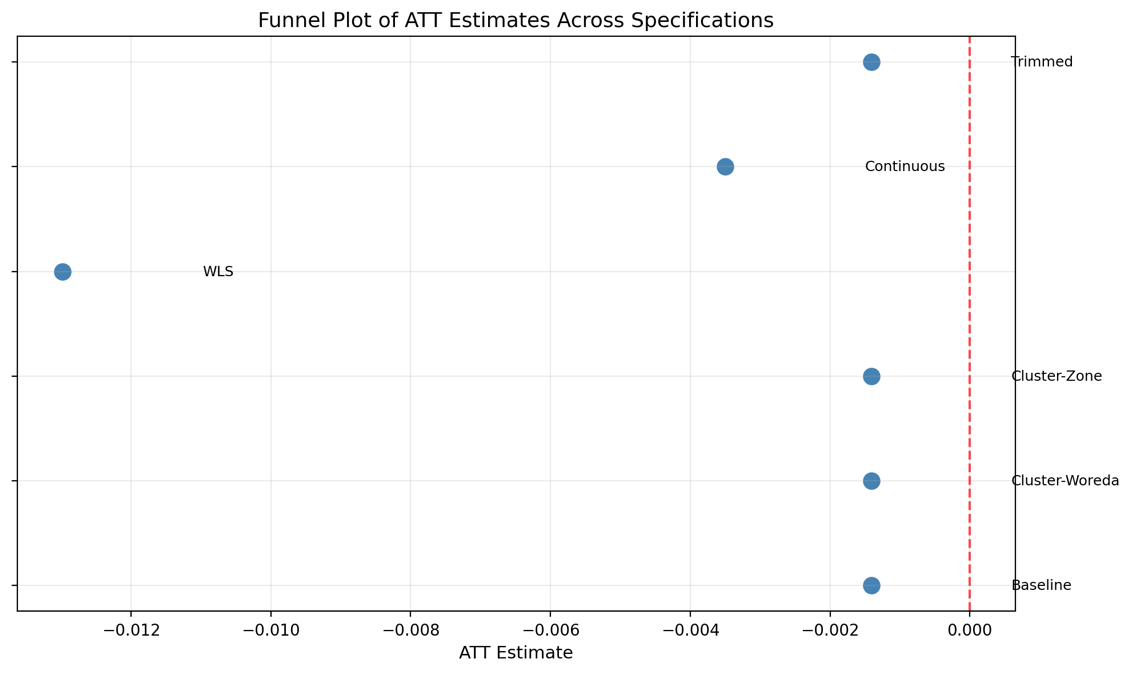 Funnel Plot of ATT Estimates Across Specifications
Trimmed
Continuous
WLS
Cluster-Zone
Cluster-Woreda
Baseline
−0.012 −0.010 −0.008 −0.006 −0.004 −0.002 0.000
ATT Estimate